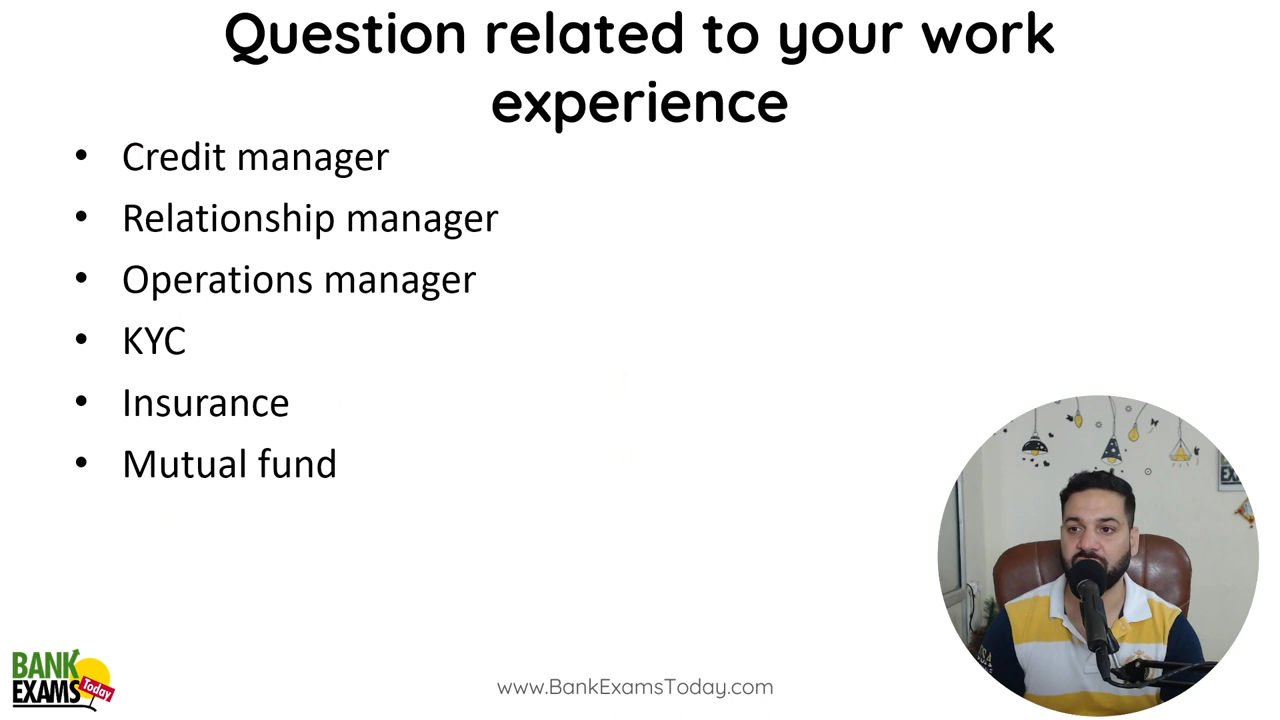 Question related to your work
experience
• Credit manager
• Relationship manager
• Operations manager
• KYC
• Insurance
• Mutual fund
BANK
EXAMS
Today
www.BankExamsToday.com